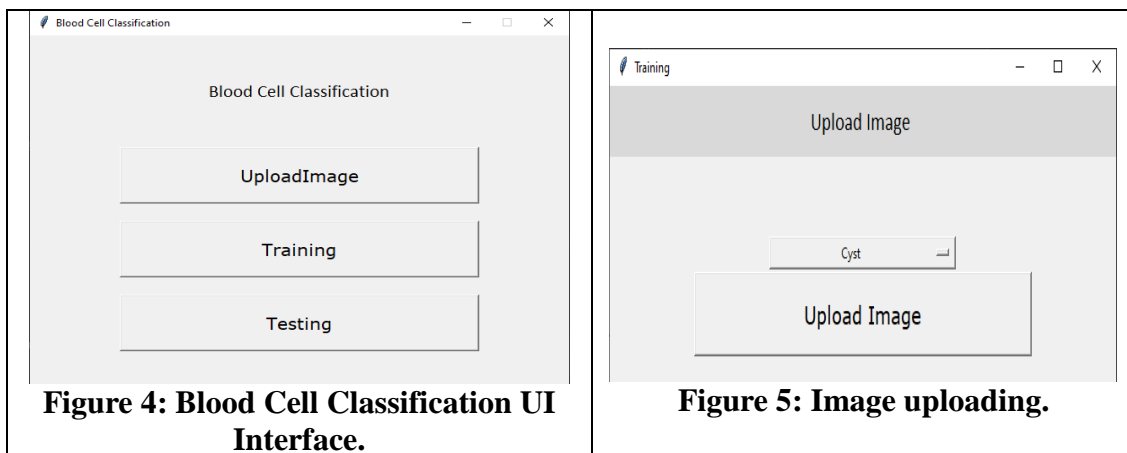 Blood Cell Classification
Blood Cell Classification
UploadImage
Training
Testing
Figure 4: Blood Cell Classification UI
Interface.
Training
Upload Image
Cyst
Upload Image
Figure 5: Image uploading.